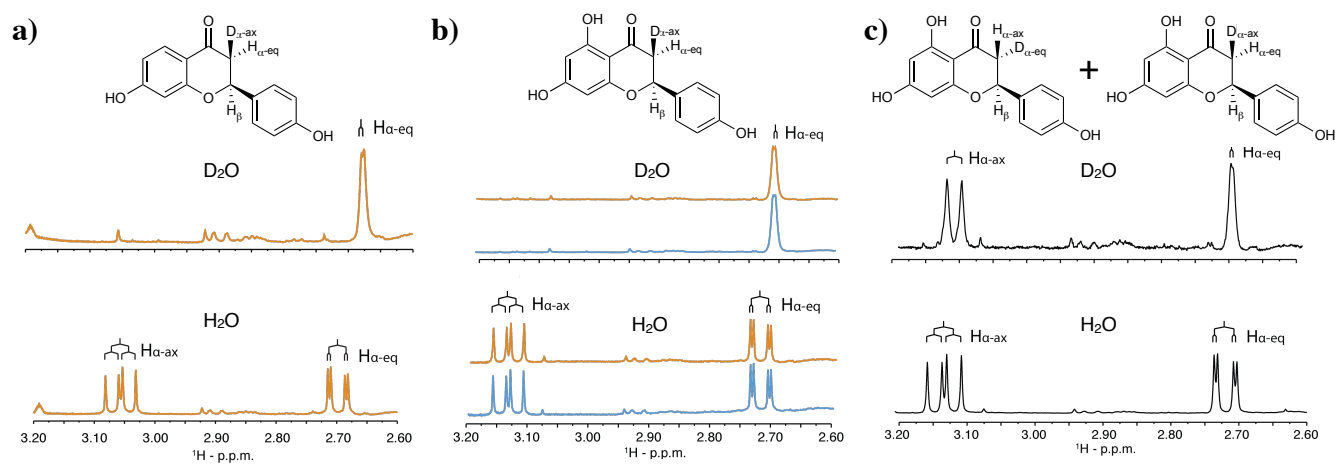 a)
O
Dα-ax
Hα-eq
HO
O
Hβ
OH
Hα-eq
D₂O
H₂O
Hα-ax
Hα-eq
3.20 3.10 3.00 2.90 2.80 2.70 2.60
¹H - p.p.m.
b)
OH
O
Dα-ax
Hα-eq
HO
O
Hβ
OH
Hα-eq
D₂O
Hα-ax
H₂O
Hα-eq
3.20 3.10 3.00 2.90 2.80 2.70 2.60
¹H - p.p.m.
c)
OH
O
Hα-ax
Dα-eq
HO
O
Hβ
OH
+
OH
O
Dα-ax
Hα-eq
HO
O
Hβ
OH
Hα-ax
D₂O
Hα-eq
Hα-ax
H₂O
Hα-eq
3.20 3.10 3.00 2.90 2.80 2.70 2.60
¹H - p.p.m.